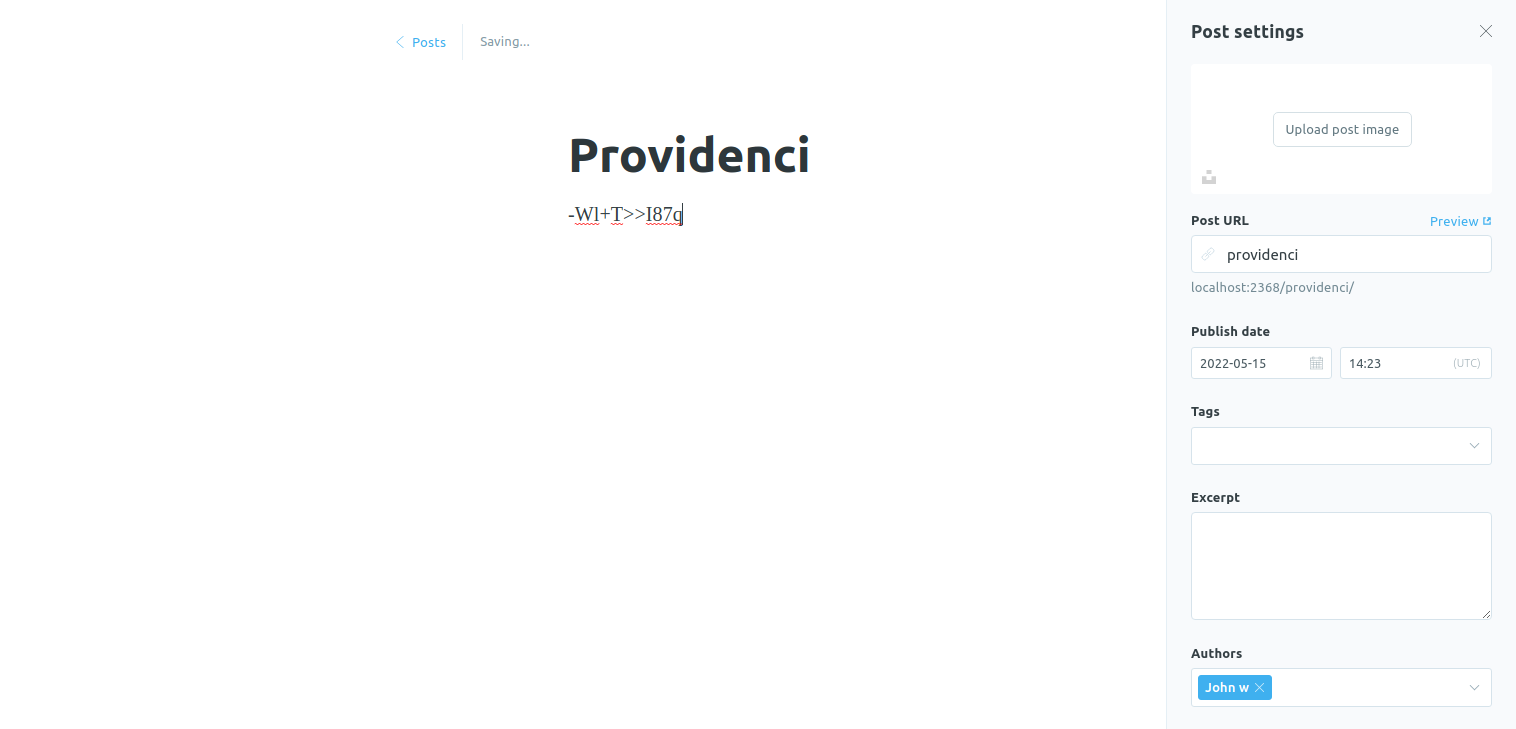 Posts
Saving...
Providenci
-Wl+T>>I87q
Post settings
Upload post image
Post URL
Preview
providenci
localhost:2368/providenci/
Publish date
2022-05-15
14:23
(UTC)
Tags
Excerpt
Authors
John w